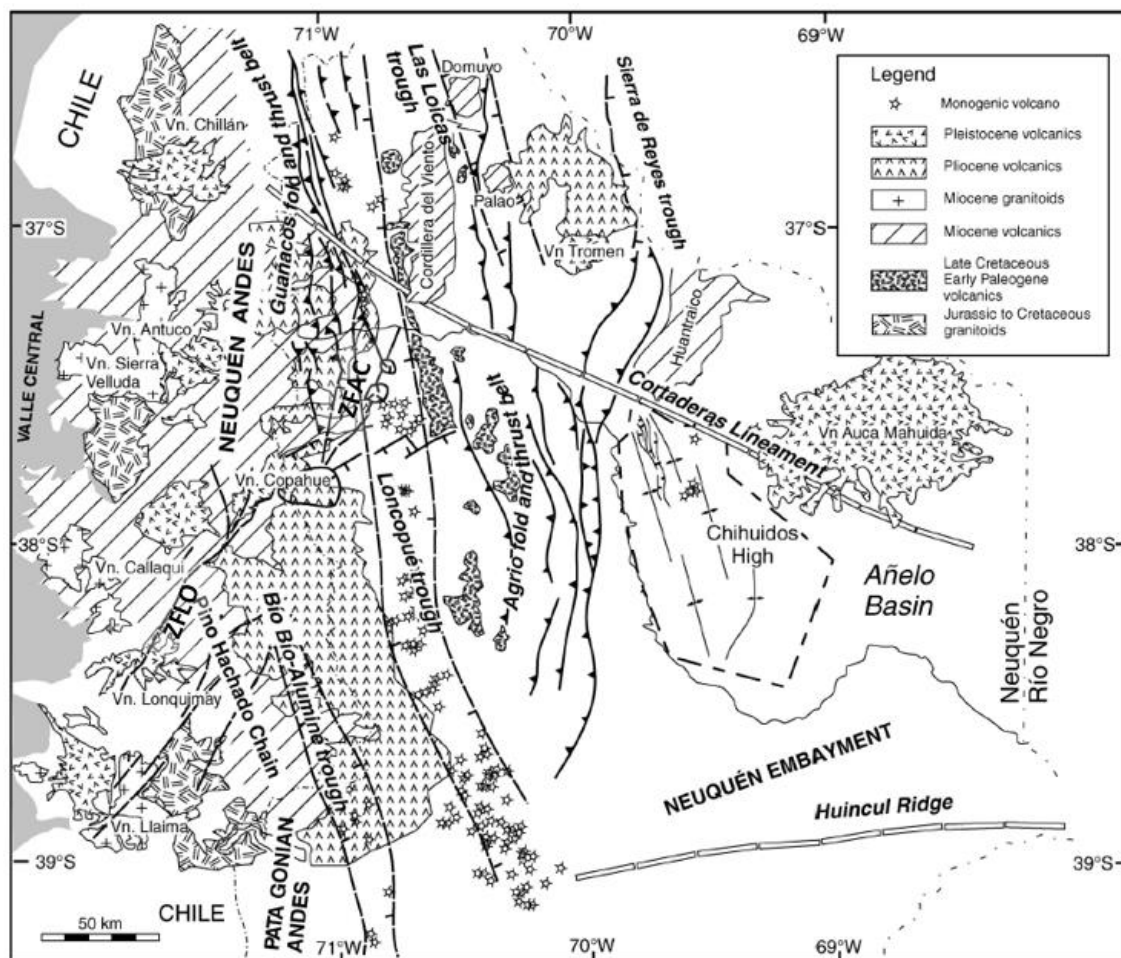 71°W
70°W
69°W
CHILE
Vn. Chillán
Guañacos fold and thrust belt
Las Loicas
trough
Domuyo
Sierra de Reyes trough
Cordillera del Viento
Palao
Vn Tromen
Legend
Monogenic volcano
Pleistocene volcanics
Pliocene volcanics
Miocene granitoids
Miocene volcanics
Late Cretaceous
Early Paleogene
volcanics
Jurassic to Cretaceous
granitoids
37°S
37°S
VALLE CENTRAL
Vn. Antuco
Vn. Sierra
Velluda
NEUQUÉN ANDES
ZFAC
Huantraico
Cortaderas Lineament
Vn Auca Mahuida
Vn. Copahue
Loncopué trough
Agrio fold and thrust belt
Chihuidos
High
38°S
38°S
Vn. Callaqui
ZFLO
Pino Hachado Chain
Bio Bio-Alumine trough
Añelo
Basin
Neuquén
Río Negro
Vn. Lonquimay
NEUQUÉN EMBAYMENT
Huincul Ridge
Vn. Llaima
39°S
39°S
CHILE
PATA GONIAN
ANDES
50 km
71°W
70°W
69°W